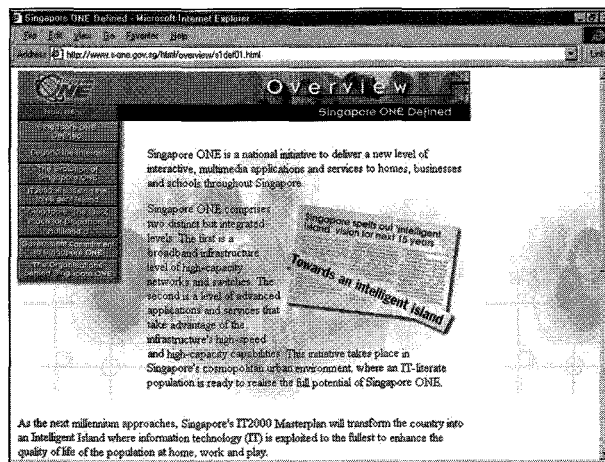 Singapore ONE Defined - Microsoft Internet Explorer
File Edit View Go Favorites Help
Address http://www.s-one.gov.sg/html/overview/s1def01.html
ONE
Overview
Singapore ONE Defined
Singapore ONE is a national initiative to deliver a new level of
interactive, multimedia applications and services to homes, businesses
and schools throughout Singapore.
Singapore ONE comprises
two distinct but integrated
levels. The first is a
broadband infrastructure
level of high-capacity
networks and switches. The
second is a level of advanced
applications and services that
take advantage of the
infrastructure's high-speed
and high-capacity capabilities. This initiative takes place in
Singapore's cosmopolitan urban environment, where an IT-literate
population is ready to realise the full potential of Singapore ONE.
Singapore spells out 'intelligent
island' vision for next 15 years
Towards an intelligent island
As the next millennium approaches, Singapore's IT2000 Masterplan will transform the country into
an Intelligent Island where information technology (IT) is exploited to the fullest to enhance the
quality of life of the population at home, work and play.